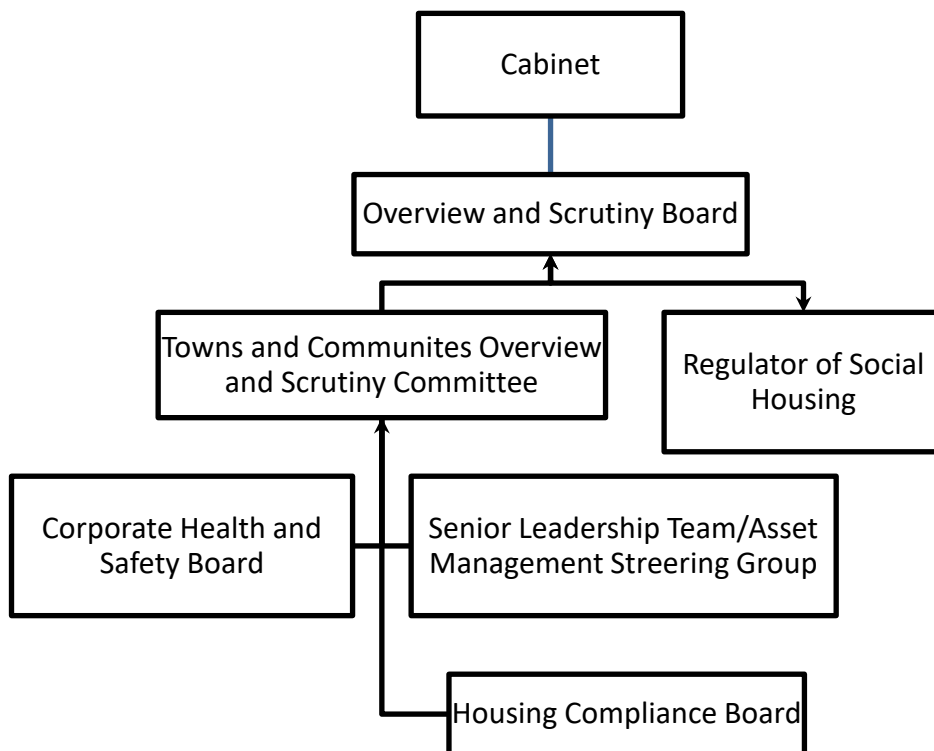 Cabinet
Overview and Scrutiny Board
Towns and Communites Overview
and Scrutiny Committee
Regulator of Social
Housing
Corporate Health and
Safety Board
Senior Leadership Team/Asset
Management Streering Group
Housing Compliance Board